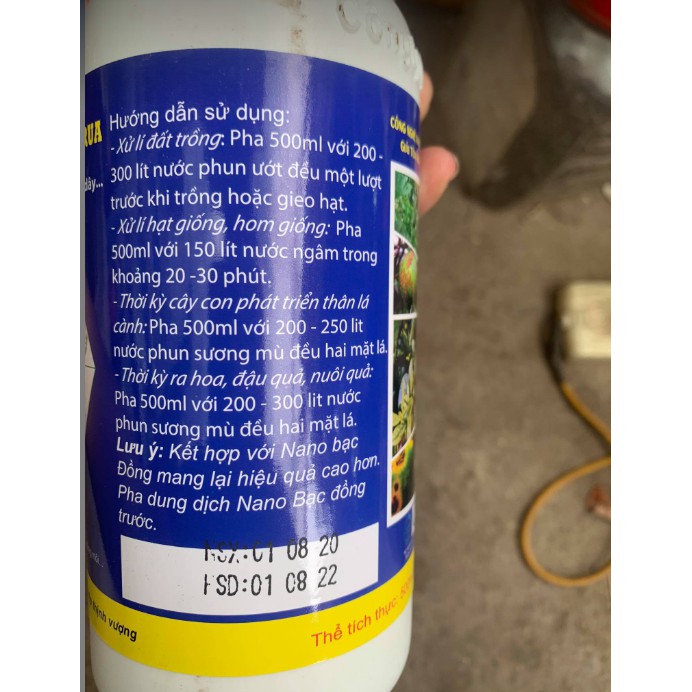 RUA
dây...
Hướng dẫn sử dụng:
- Xử lí đất trồng: Pha 500ml với 200 -
300 lít nước phun ướt đều một lượt
trước khi trồng hoặc gieo hạt.
- Xử lí hạt giống, hom giống: Pha
500ml với 150 lít nước ngâm trong
khoảng 20 -30 phút.
- Thời kỳ cây con phát triển thân lá
cành: Pha 500ml với 200 - 250 lit
nước phun sương mù đều hai mặt lá.
- Thời kỳ ra hoa, đậu quả, nuôi quả:
Pha 500ml với 200 - 300 lít nước
phun sương mù đều hai mặt lá.
Lưu ý: Kết hợp với Nano bạc
Đồng mang lại hiệu quả cao hơn.
Pha dung dịch Nano Bạc đồng
trước.
NSX:01 08 20
HSD:01 08 22
thịnh vượng
Thể tích thực: 500
CÔNG NGHỆ